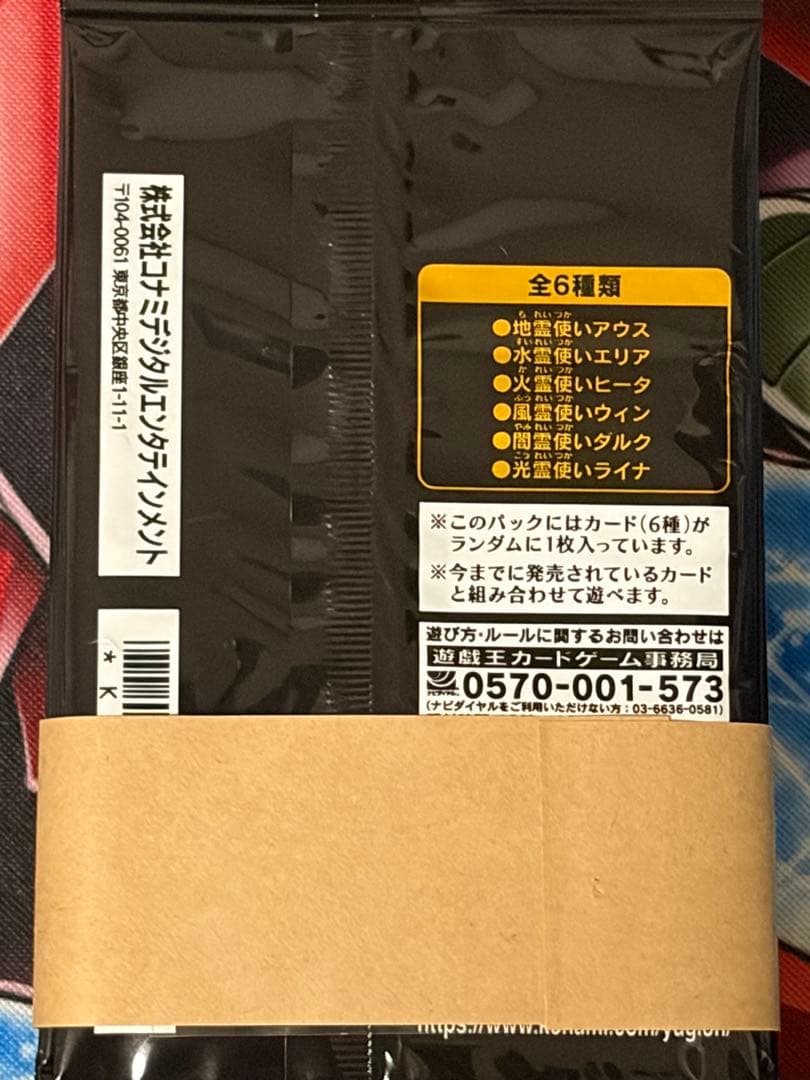 株式会社コナミデジタルエンタテインメント
〒104-0061 東京都中央区銀座1-11-1
* K
全6種類
●地霊使いアウス
●水霊使いエリア
●火霊使いヒータ
●風霊使いウィン
●闇霊使いダルク
●光霊使いライナ
※このパックにはカード(6種)が
ランダムに1枚入っています。
※今までに発売されているカード
と組み合わせて遊べます。
遊び方・ルールに関するお問い合わせは
遊戯王カードゲーム事務局
0570-001-573
(ナビダイヤルをご利用いただけない方:03-6636-0581)
https://www.konami.com/yugioh/